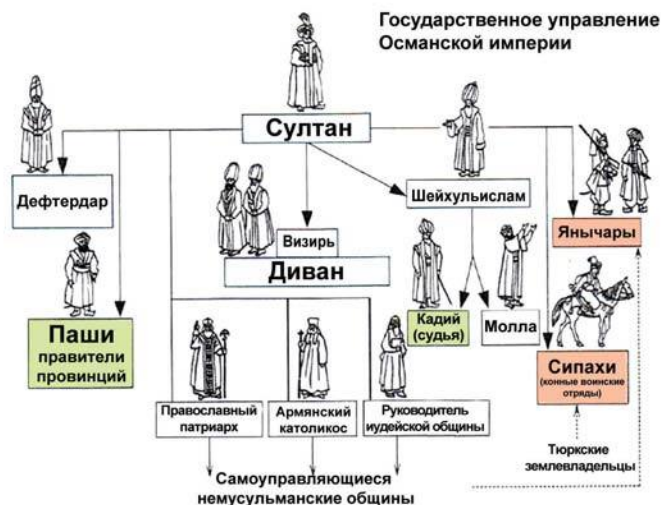 Государственное управление
Османской империи
Султан
Дефтердар
Шейхульислам
Янычары
Визирь
Диван
Паши
правители
провинций
Кадий
(судья)
Молла
Сипахи
(конные воинские
отряды)
Православный
патриарх
Армянский
католикос
Руководитель
иудейской общины
Тюркские
землевладельцы
Самоуправляющиеся
немусульманские общины